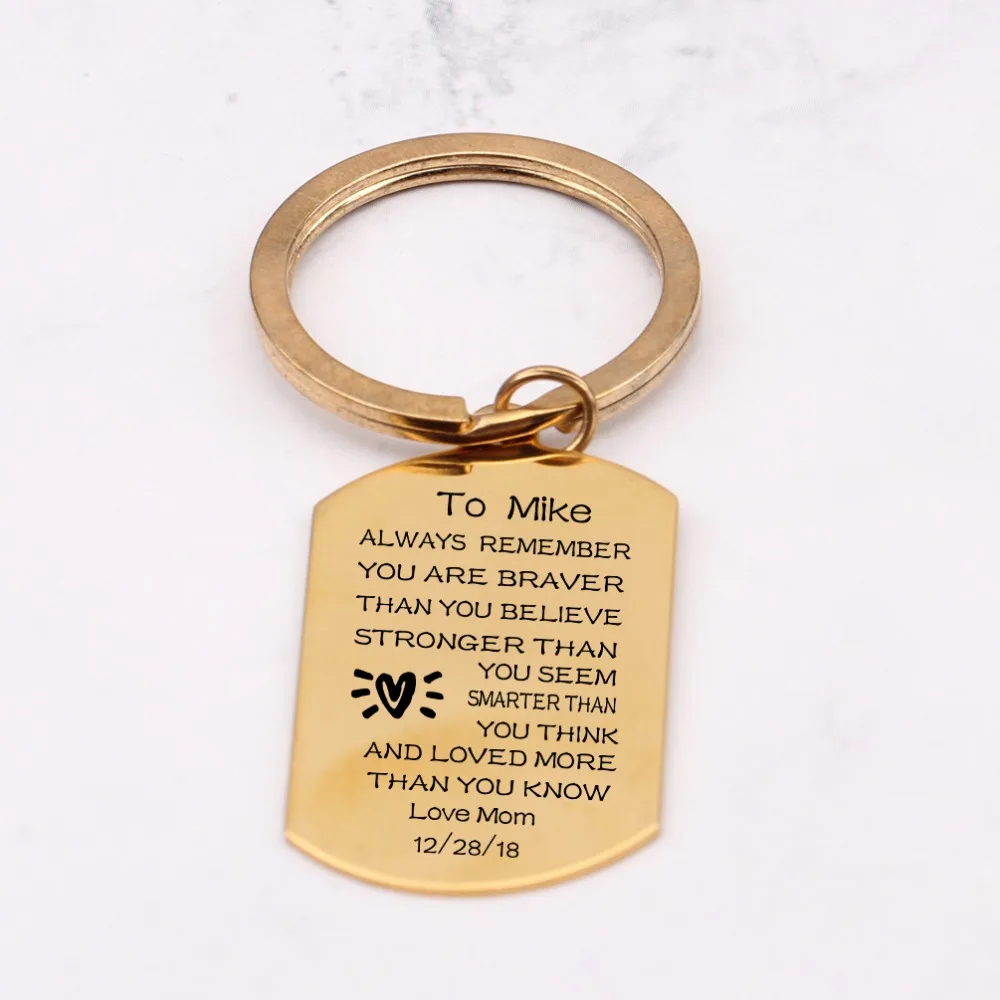 To Mike
ALWAYS REMEMBER
YOU ARE BRAVER
THAN YOU BELIEVE
STRONGER THAN
YOU SEEM
SMARTER THAN
YOU THINK
AND LOVED MORE
THAN YOU KNOW
Love Mom
12/28/18